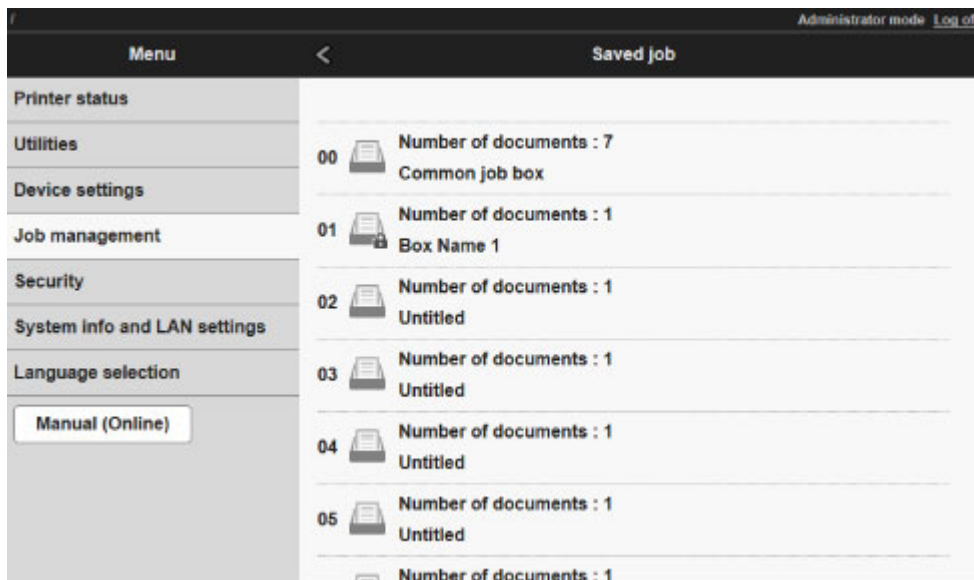 /
Administrator mode Log of
Menu
< Saved job
Printer status
Utilities
Device settings
Job management
Security
System info and LAN settings
Language selection
Manual (Online)
Number of documents : 7
00
Common job box
Number of documents : 1
01
Box Name 1
Number of documents : 1
02
Untitled
Number of documents : 1
03
Untitled
Number of documents : 1
04
Untitled
Number of documents : 1
05
Untitled
Number of documents : 1